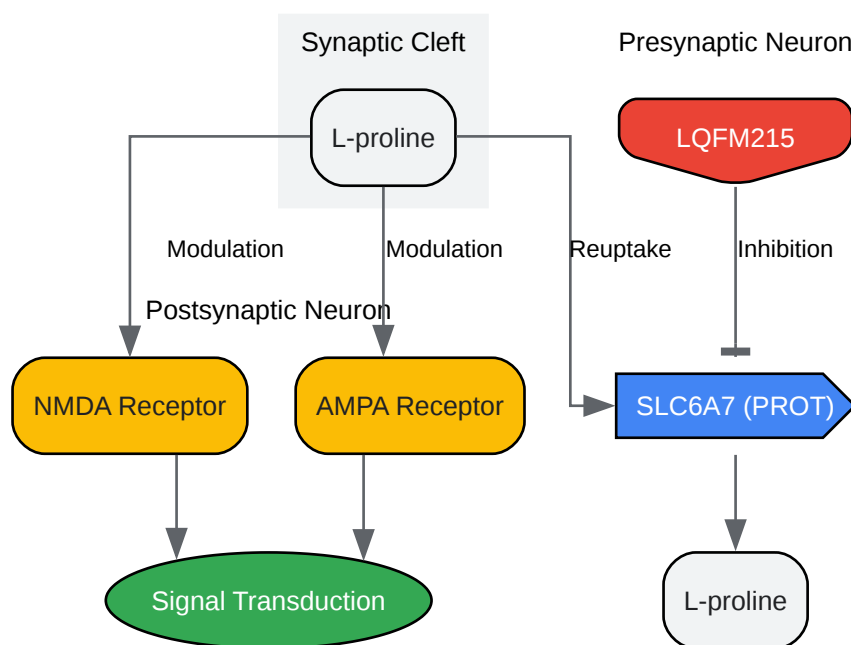 Synaptic Cleft
Presynaptic Neuron
L-proline
LQFM215
Modulation
Modulation
Reuptake
Inhibition
Postsynaptic Neuron
NMDA Receptor
AMPA Receptor
SLC6A7 (PROT)
Signal Transduction
L-proline